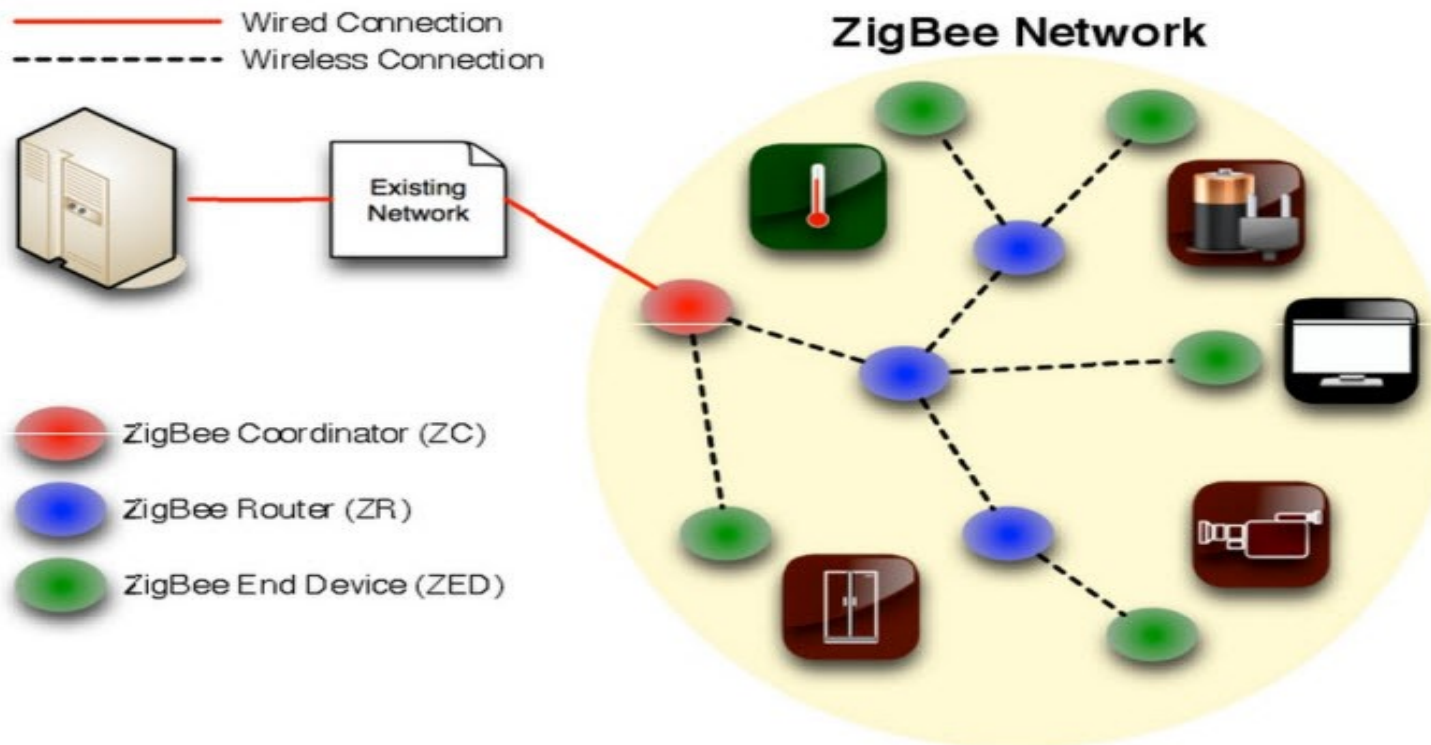 Wired Connection
Wireless Connection
ZigBee Network
Existing
Network
ZigBee Coordinator (ZC)
ZigBee Router (ZR)
ZigBee End Device (ZED)